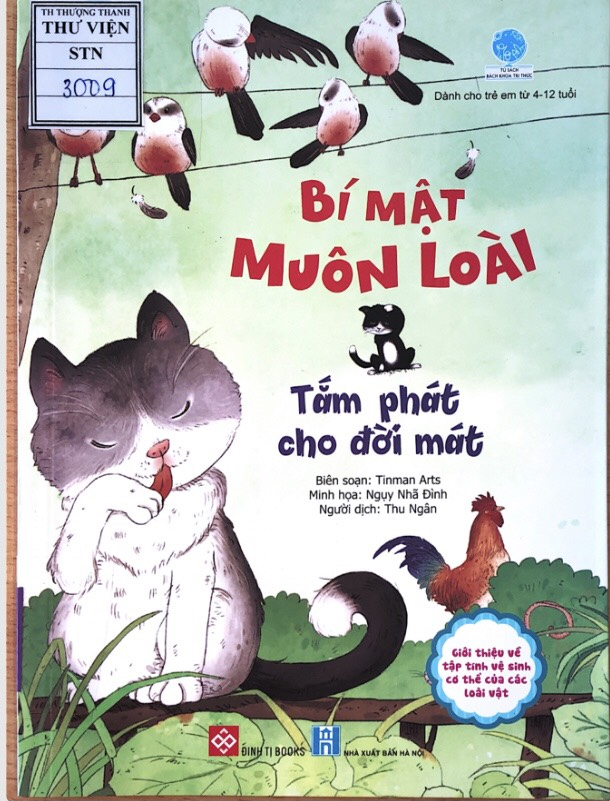 TH THƯỢNG THANH
THƯ VIỆN
STN
3009
TỦ SÁCH
BÁCH KHOA TRI THỨC
Dành cho trẻ em từ 4-12 tuổi
BÍ MẬT
MUÔN LOÀI
Tắm phát
cho đời mát
Biên soạn: Tinman Arts
Minh họa: Ngụy Nhã Đình
Người dịch: Thu Ngân
Giới thiệu về
tập tính vệ sinh
cơ thể của các
loài vật
ĐINH TỊ BOOKS
NHÀ XUẤT BẢN HÀ NỘI